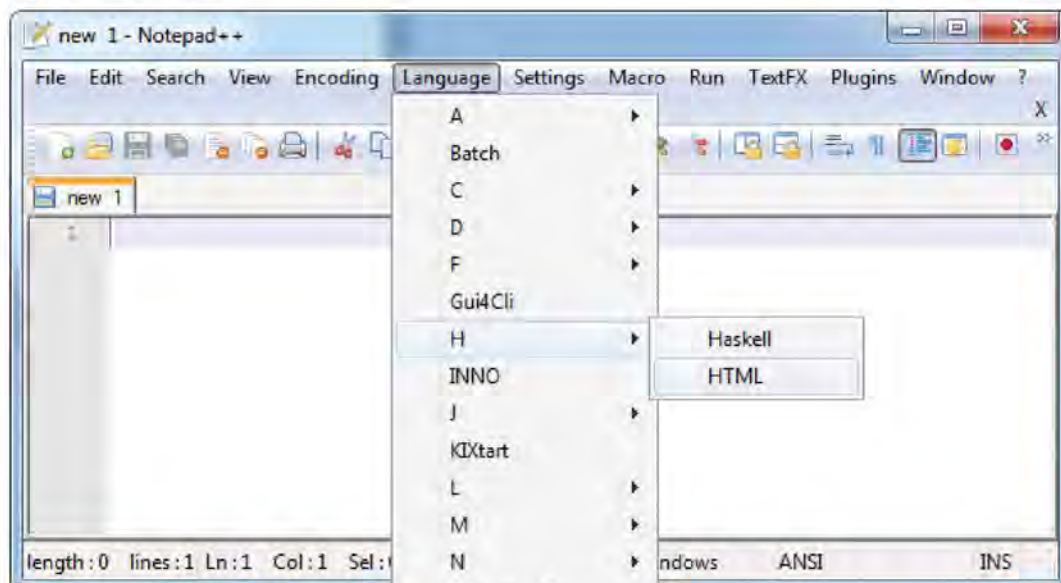 new 1 - Notepad++
File Edit Search View Encoding Language Settings Macro Run TextFX Plugins Window ?
X
new 1
1
A
Batch
C
D
F
Gui4Cli
H
Haskell
INNO
HTML
J
KIXtart
L
M
N
length : 0 lines : 1 Ln : 1 Col : 1 Sel : ndows ANSI INS